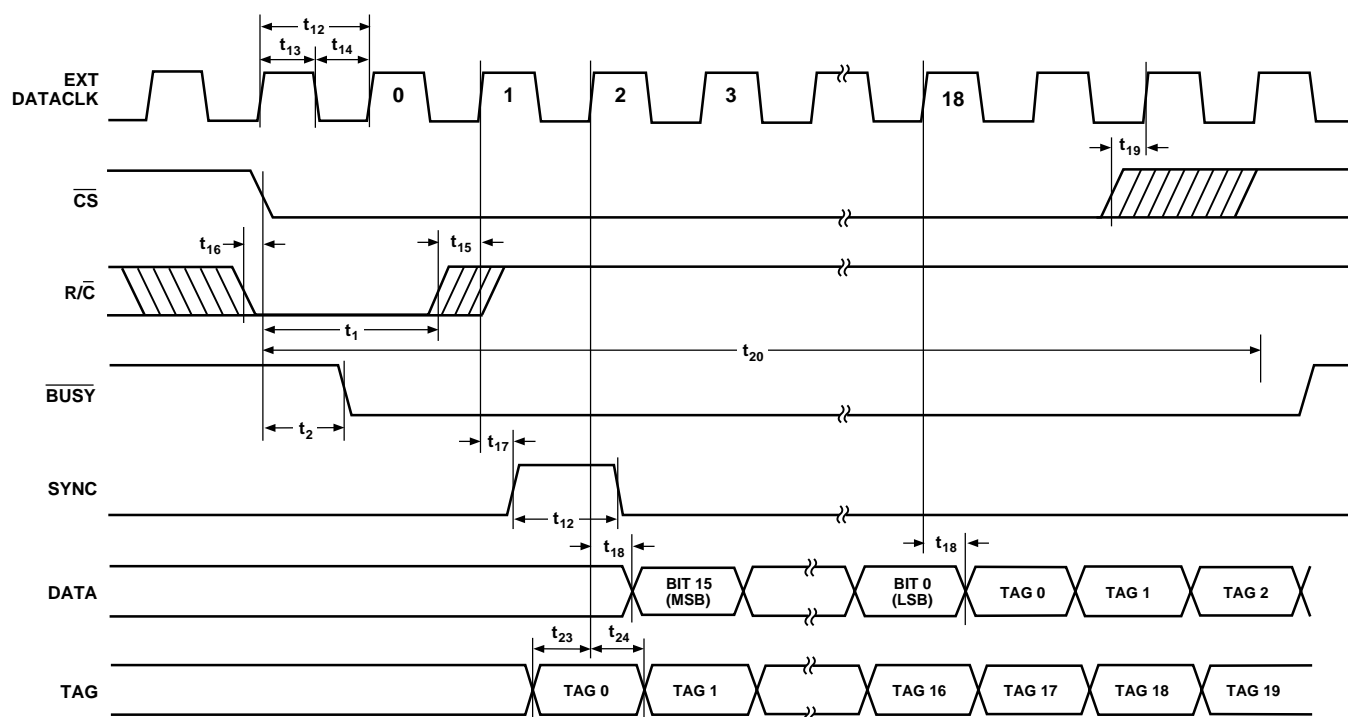 t12
t13 t14
EXT DATACLK
0 1 2 3 18
t19
CS
t16 t15
R/C
t1
t20
BUSY
t2
t17
SYNC
t12
t18 t18
DATA
BIT 15 (MSB) BIT 0 (LSB) TAG 0 TAG 1 TAG 2
t23 t24
TAG
TAG 0 TAG 1 TAG 16 TAG 17 TAG 18 TAG 19